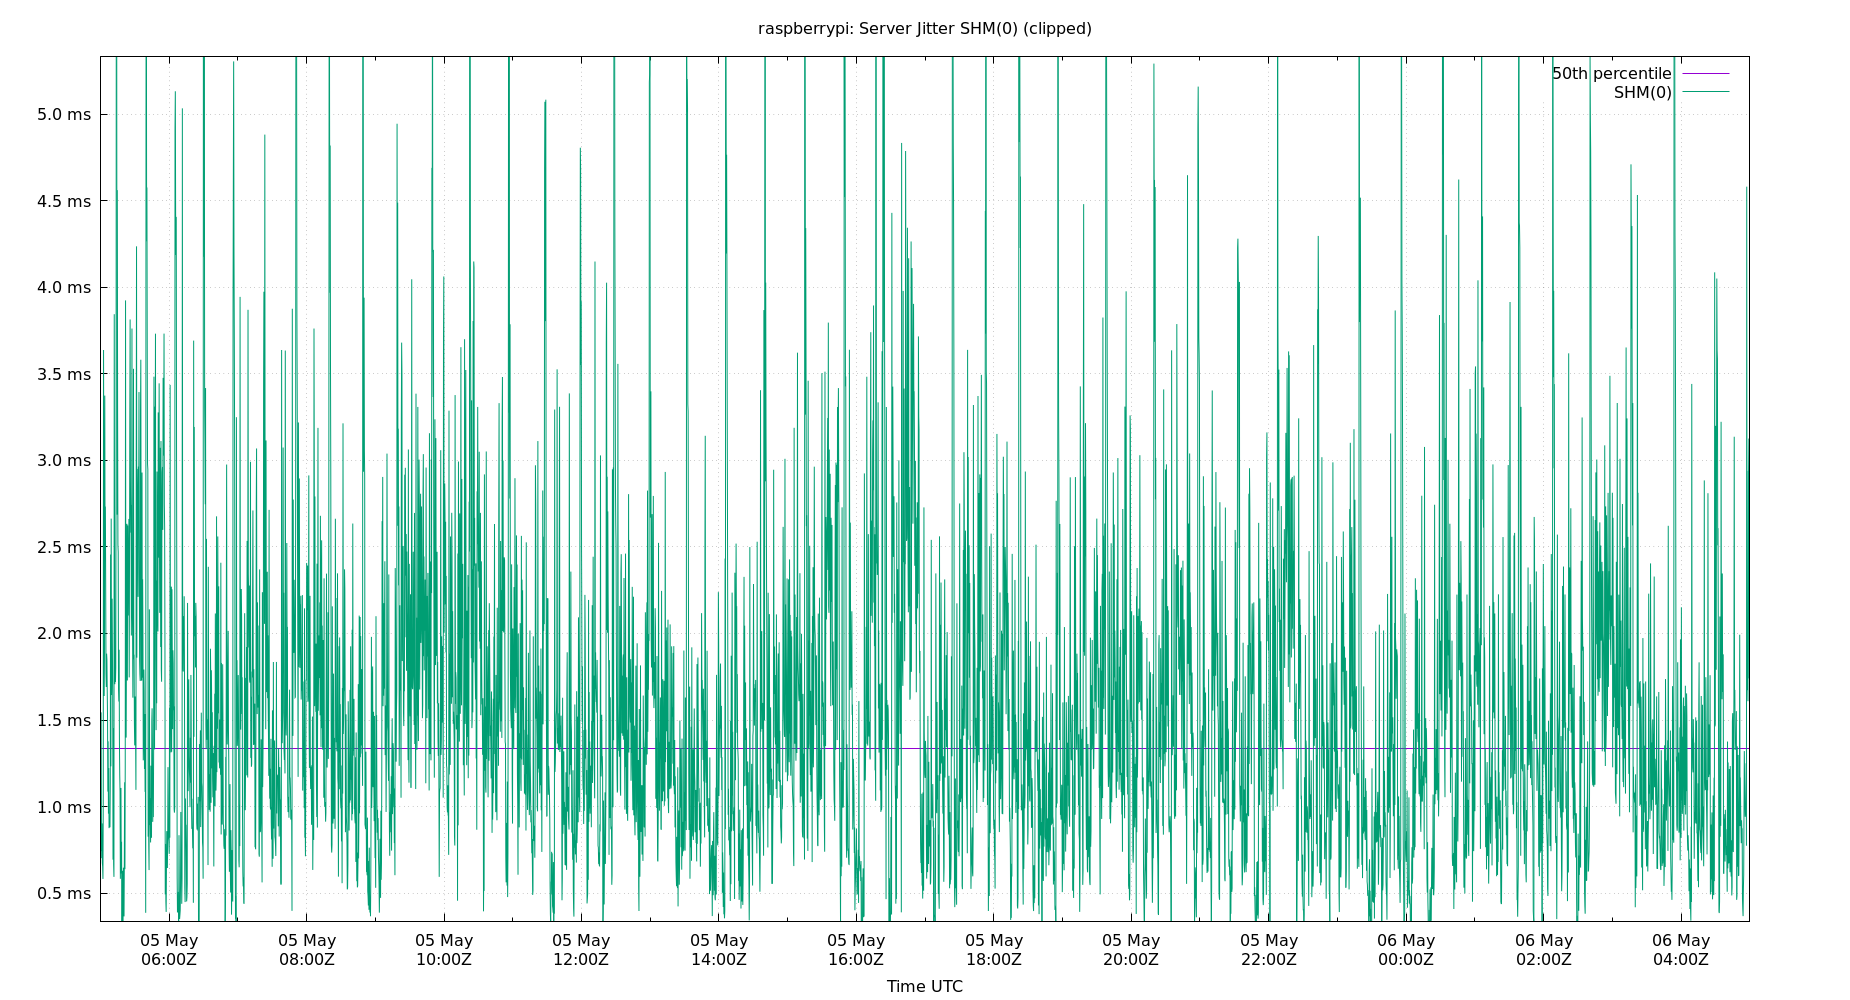 raspberrypi: Server Jitter SHM(0) (clipped)
50th percentile
SHM(0)
5.0 ms
4.5 ms
4.0 ms
3.5 ms
3.0 ms
2.5 ms
2.0 ms
1.5 ms
1.0 ms
0.5 ms
05 May 05 May 05 May 05 May 05 May 05 May 05 May 05 May 05 May 06 May 06 May 06 May
06:00Z 08:00Z 10:00Z 12:00Z 14:00Z 16:00Z 18:00Z 20:00Z 22:00Z 00:00Z 02:00Z 04:00Z
Time UTC